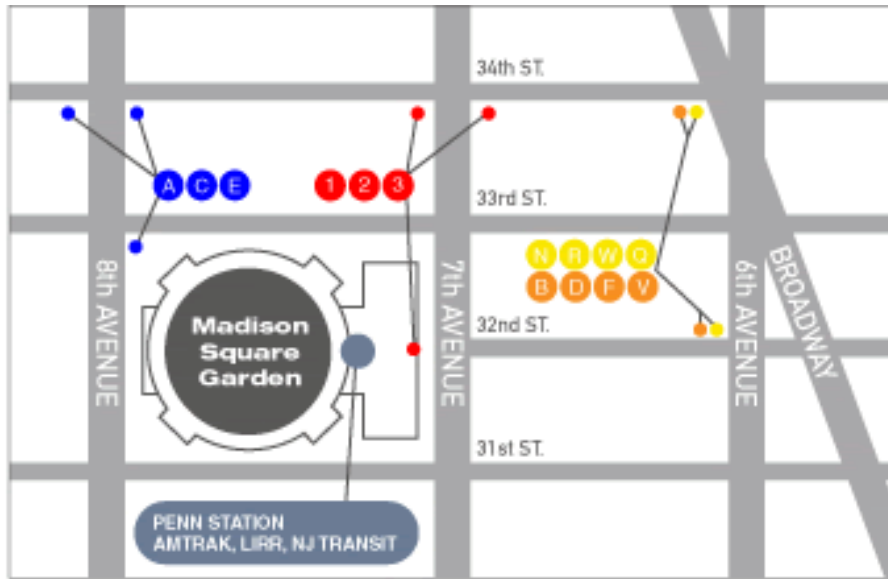 34th ST.
A C E
1 2 3
33rd ST.
N R W Q
B D F V
8th AVENUE
7th AVENUE
6th AVENUE
BROADWAY
Madison
Square
Garden
32nd ST.
31st ST.
PENN STATION
AMTRAK, LIRR, NJ TRANSIT